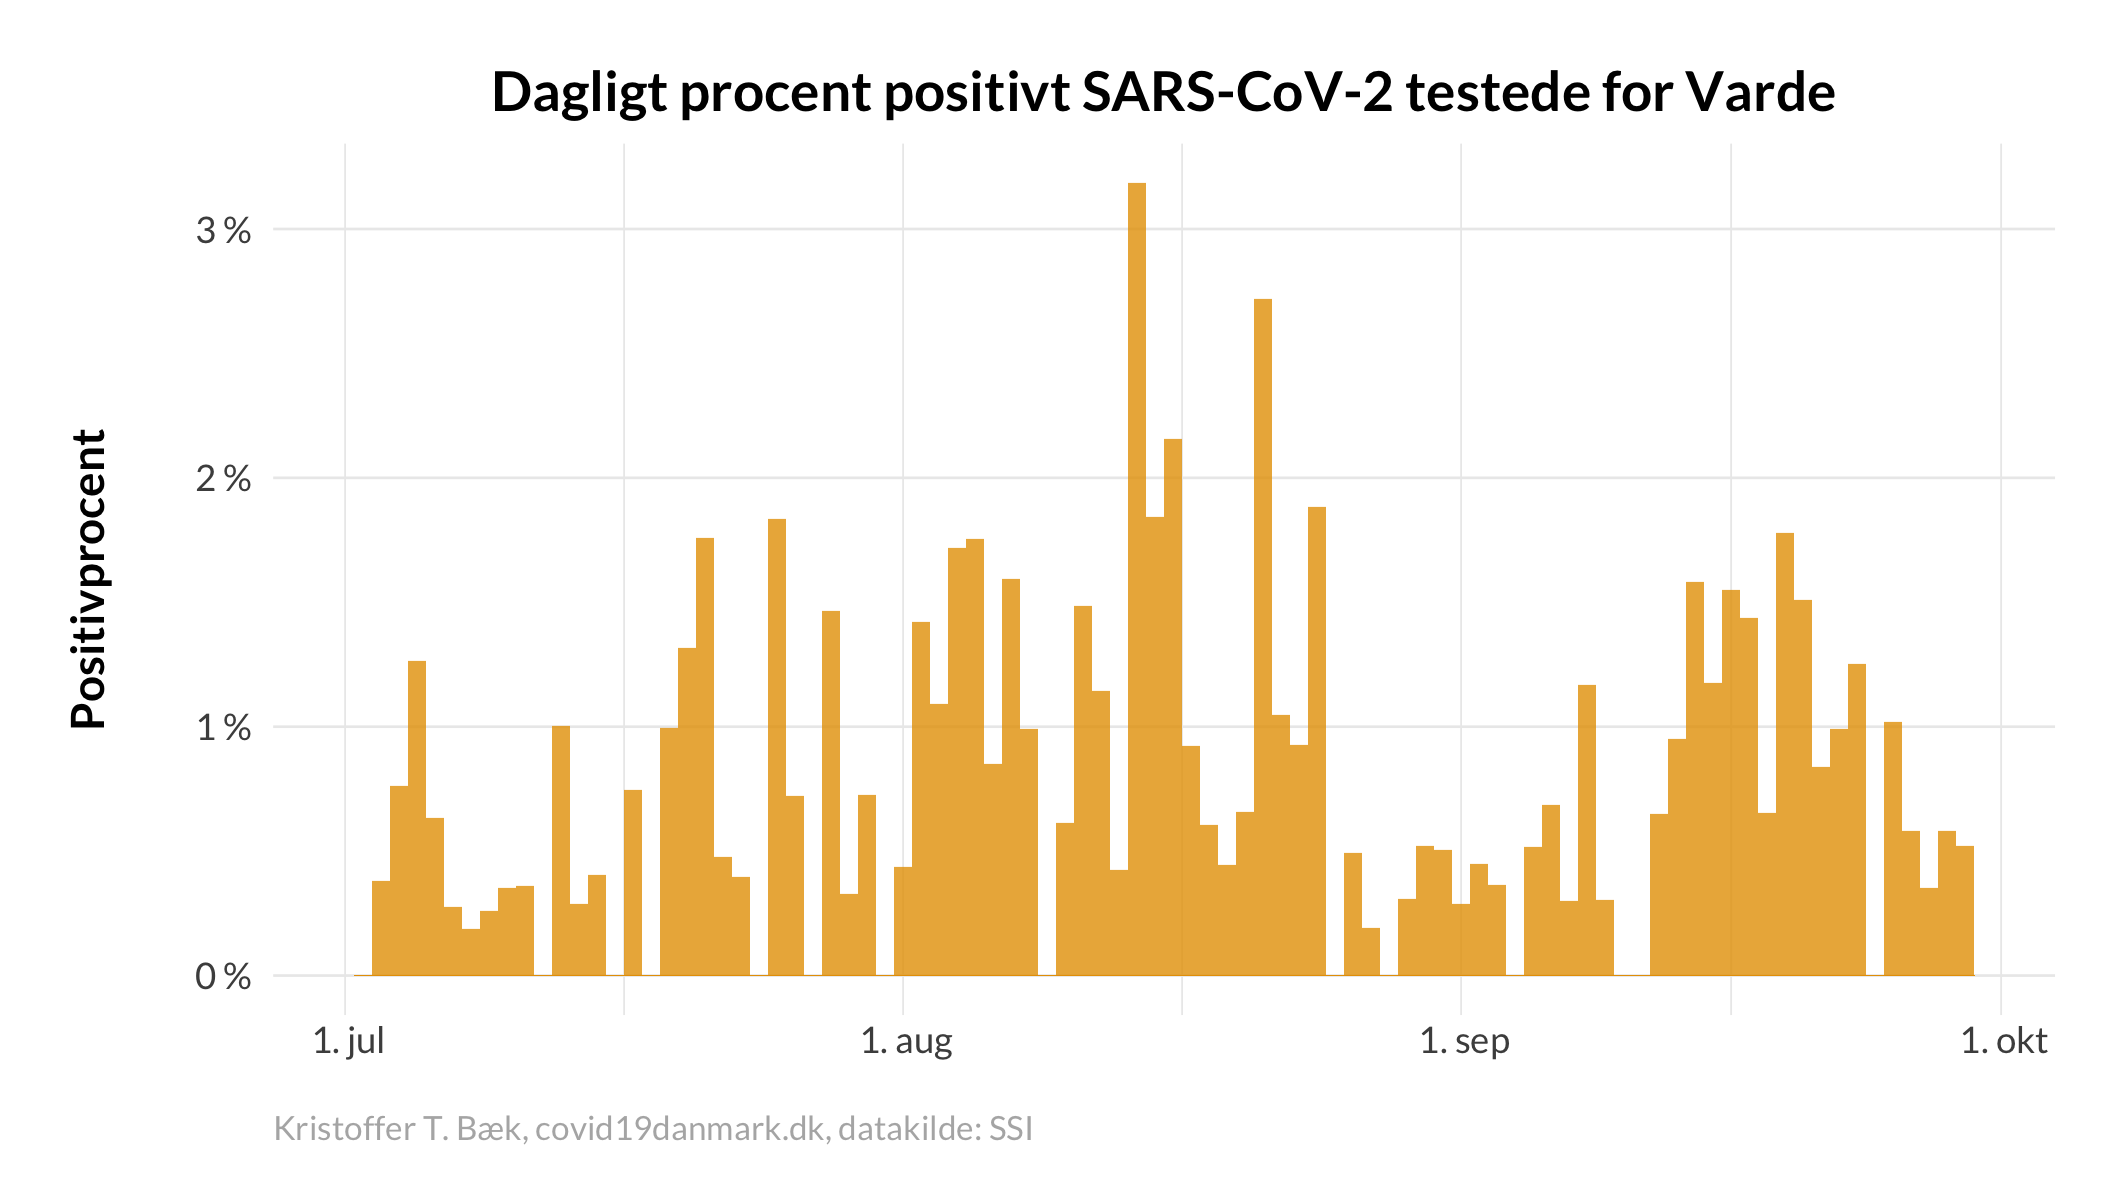 Dagligt procent positivt SARS-CoV-2 testede for Varde
Positivprocent
3 %
2 %
1 %
0 %
1. jul
1. aug
1. sep
1. okt
Kristoffer T. Bæk, covid19danmark.dk, datakilde: SSI